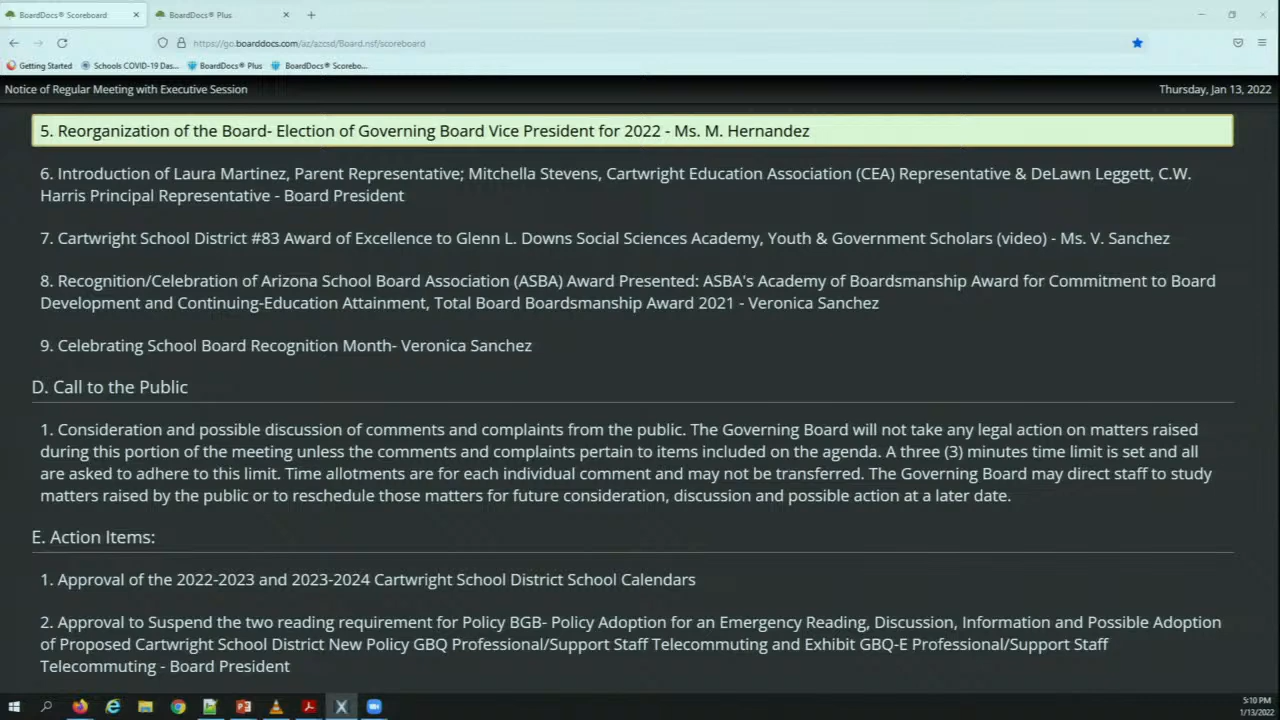 BoardDocs® Scoreboard
BoardDocs® Plus
https://go.boarddocs.com/az/azcsd/Board.nsf/scoreboard
Getting Started Schools COVID-19 Das... BoardDocs® Plus BoardDocs® Scorebo...
Notice of Regular Meeting with Executive Session
Thursday, Jan 13, 2022
5. Reorganization of the Board- Election of Governing Board Vice President for 2022 - Ms. M. Hernandez
6. Introduction of Laura Martinez, Parent Representative; Mitchella Stevens, Cartwright Education Association (CEA) Representative & DeLawn Leggett, C.W.
Harris Principal Representative - Board President
7. Cartwright School District #83 Award of Excellence to Glenn L. Downs Social Sciences Academy, Youth & Government Scholars (video) - Ms. V. Sanchez
8. Recognition/Celebration of Arizona School Board Association (ASBA) Award Presented: ASBA's Academy of Boardsmanship Award for Commitment to Board
Development and Continuing-Education Attainment, Total Board Boardsmanship Award 2021 - Veronica Sanchez
9. Celebrating School Board Recognition Month- Veronica Sanchez
D. Call to the Public
1. Consideration and possible discussion of comments and complaints from the public. The Governing Board will not take any legal action on matters raised
during this portion of the meeting unless the comments and complaints pertain to items included on the agenda. A three (3) minutes time limit is set and all
are asked to adhere to this limit. Time allotments are for each individual comment and may not be transferred. The Governing Board may direct staff to study
matters raised by the public or to reschedule those matters for future consideration, discussion and possible action at a later date.
E. Action Items:
1. Approval of the 2022-2023 and 2023-2024 Cartwright School District School Calendars
2. Approval to Suspend the two reading requirement for Policy BGB- Policy Adoption for an Emergency Reading, Discussion, Information and Possible Adoption
of Proposed Cartwright School District New Policy GBQ Professional/Support Staff Telecommuting and Exhibit GBQ-E Professional/Support Staff
Telecommuting - Board President
5:10 PM
1/13/2022